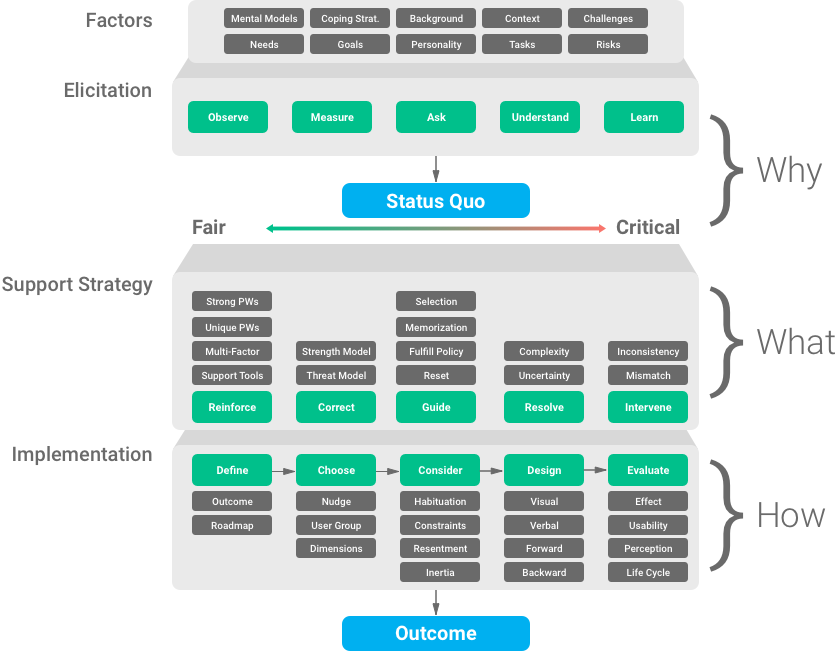 Factors
Mental Models Coping Strat. Background Context Challenges
Needs Goals Personality Tasks Risks
Elicitation
Observe Measure Ask Understand Learn
Why
Status Quo
Fair Critical
Support Strategy
Strong PWs Selection
Unique PWs Memorization
Multi-Factor Strength Model Fulfill Policy Complexity Inconsistency
What
Support Tools Threat Model Reset Uncertainty Mismatch
Reinforce Correct Guide Resolve Intervene
Implementation
Define Choose Consider Design Evaluate
Outcome Nudge Habituation Visual Effect
How
Roadmap User Group Constraints Verbal Usability
Dimensions Resentment Forward Perception
Inertia Backward Life Cycle
Outcome